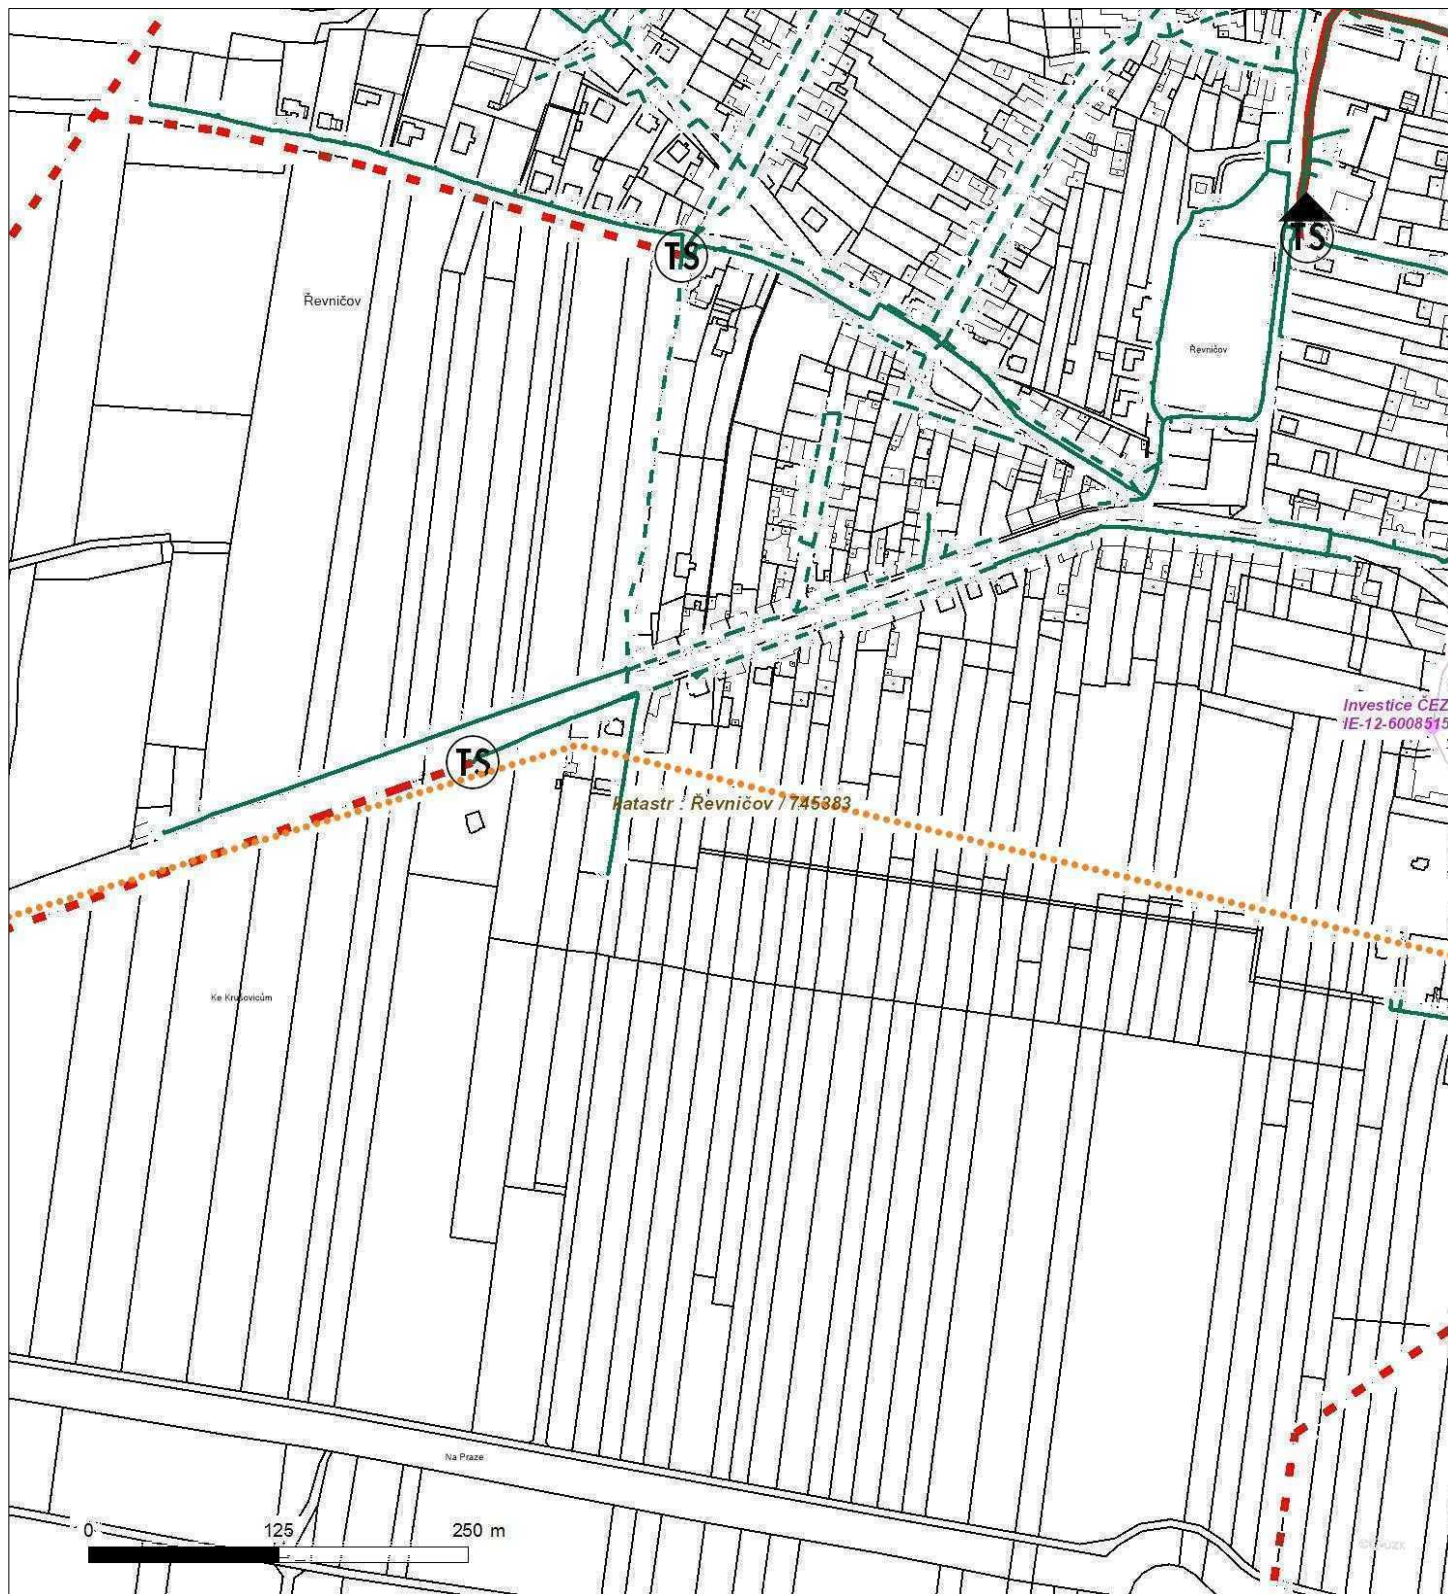 TS
TS
Řevničov
Řevničov
Investice ČEZ
IE-12-6008515
TS
katastr : Řevničov / 745383
Ke Krušovicům
Na Praze
0 125 250 m